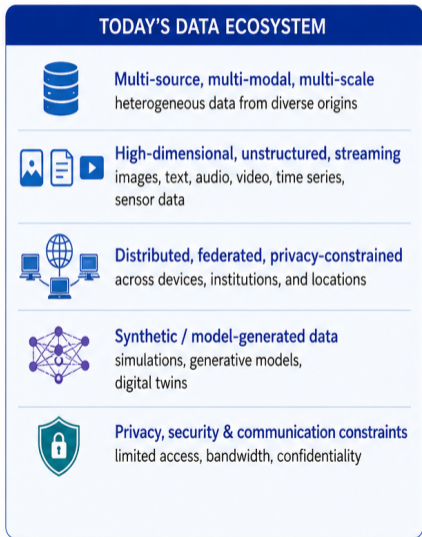 TODAY'S DATA ECOSYSTEM
Multi-source, multi-modal, multi-scale
heterogeneous data from diverse origins
High-dimensional, unstructured, streaming
images, text, audio, video, time series,
sensor data
Distributed, federated, privacy-constrained
across devices, institutions, and locations
Synthetic / model-generated data
simulations, generative models,
digital twins
Privacy, security & communication constraints
limited access, bandwidth, confidentiality